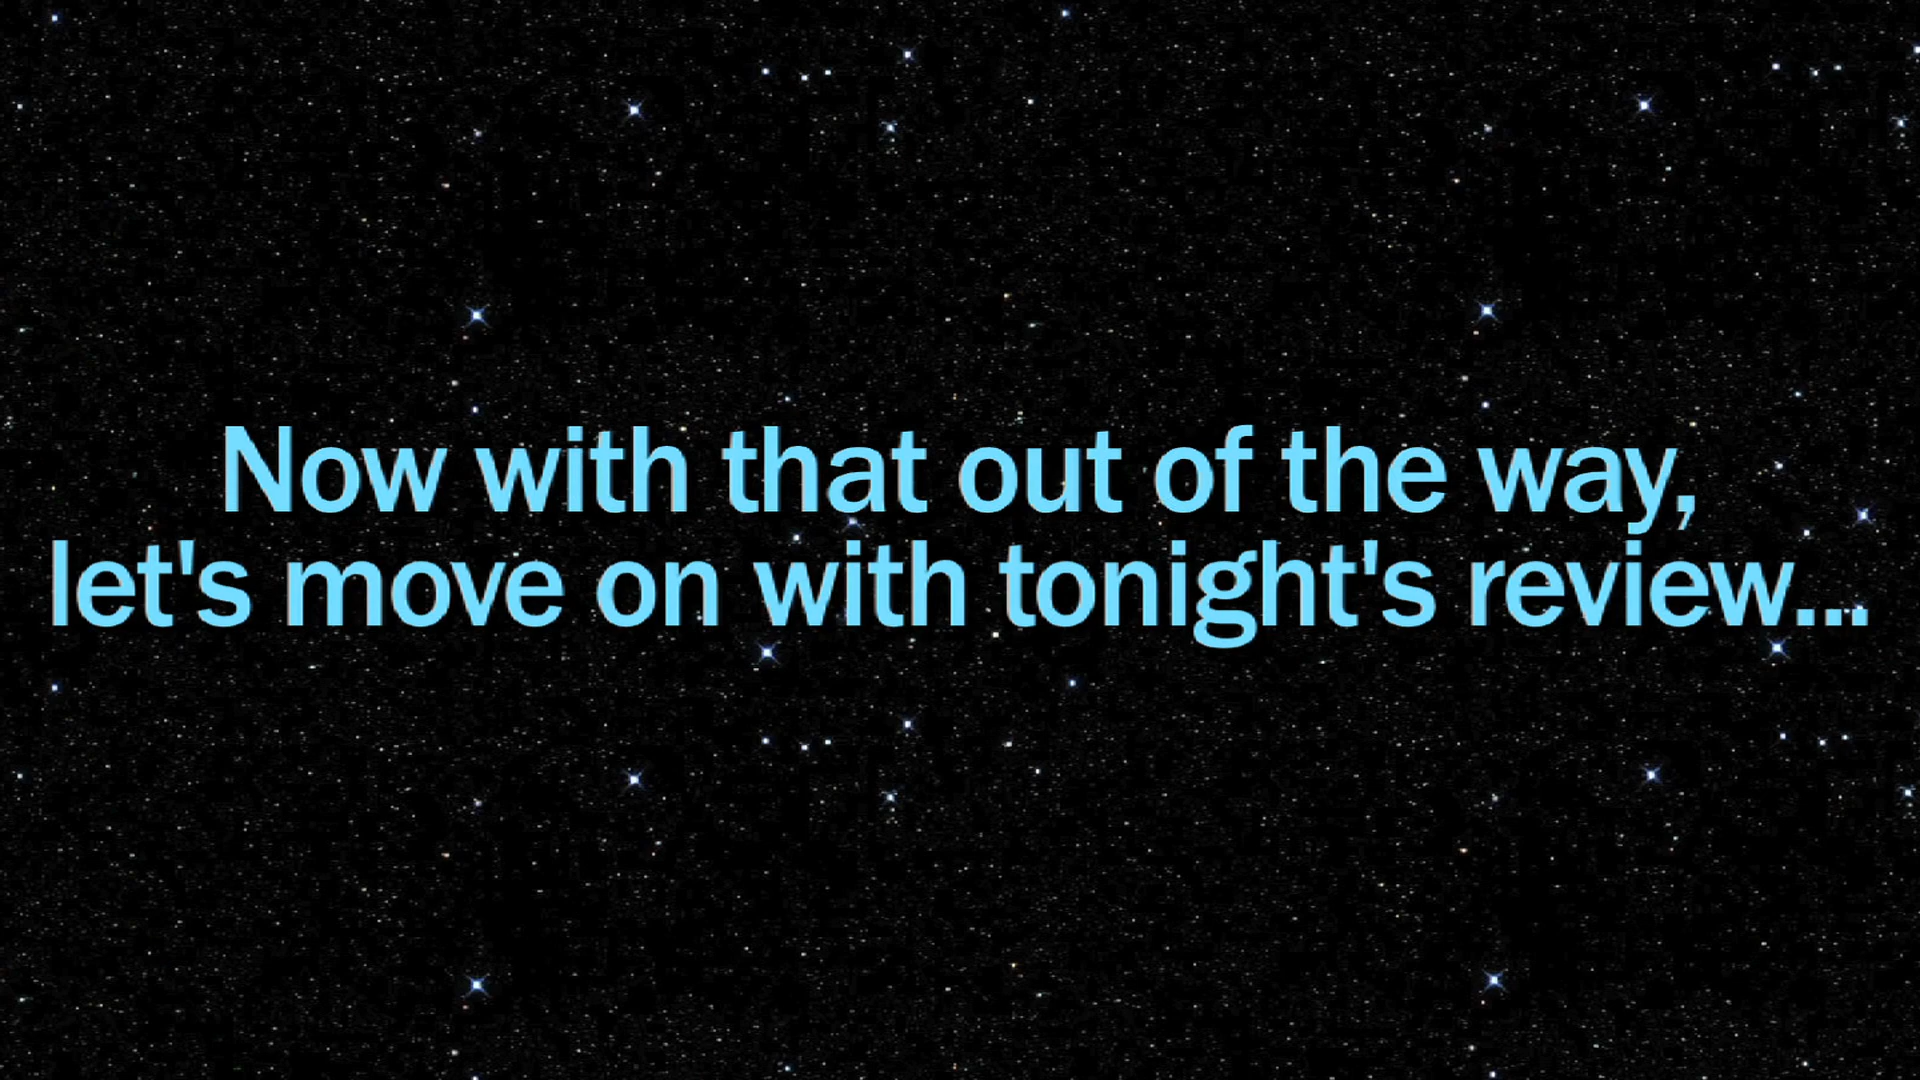 Now with that out of the way,
let's move on with tonight's review...